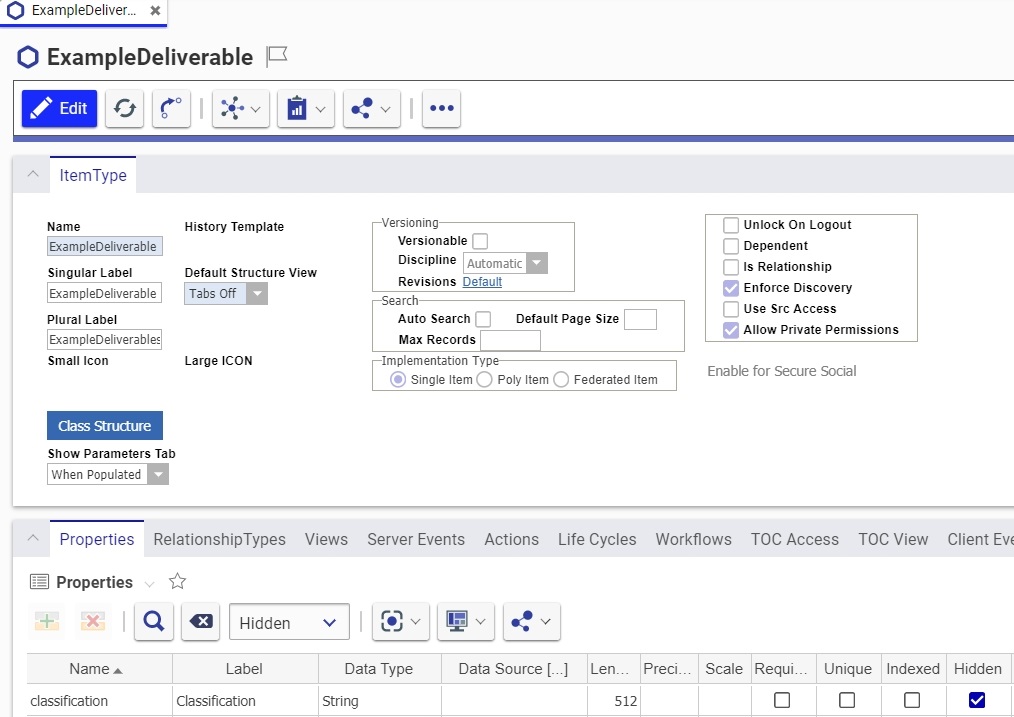 ExampleDeliver...
ExampleDeliverable
Edit
ItemType
Name
ExampleDeliverable
History Template
Singular Label
ExampleDeliverable
Default Structure View
Tabs Off
Plural Label
ExampleDeliverables
Small Icon
Large ICON
Class Structure
Show Parameters Tab
When Populated
Versioning
Versionable
Discipline Automatic
Revisions Default
Search
Auto Search Default Page Size
Max Records
Implementation Type
Single Item Poly Item Federated Item
Unlock On Logout
Dependent
Is Relationship
Enforce Discovery
Use Src Access
Allow Private Permissions
Enable for Secure Social
Properties RelationshipTypes Views Server Events Actions Life Cycles Workflows TOC Access TOC View Client Eve
Properties
Hidden
Name Label Data Type Data Source [...] Len... Preci... Scale Requi... Unique Indexed Hidden
classification Classification String 512